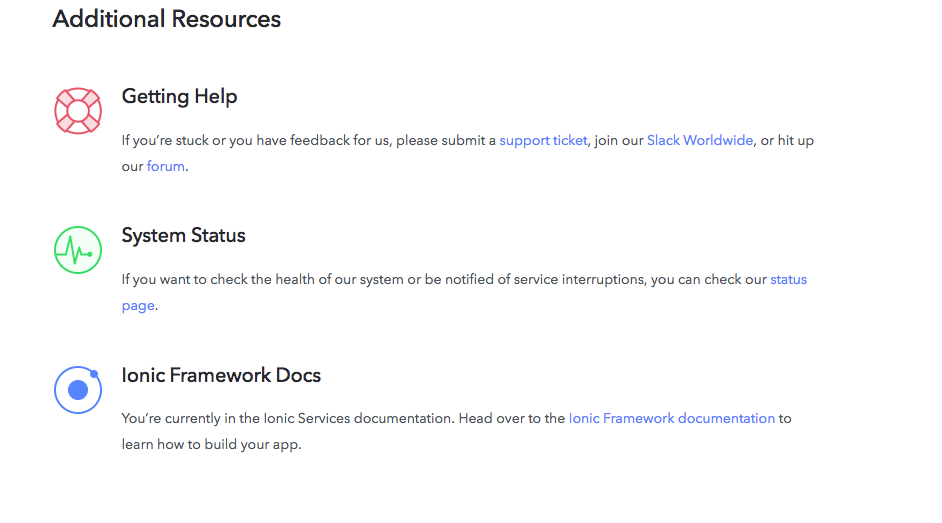 Additional Resources
Getting Help
If you’re stuck or you have feedback for us, please submit a support ticket, join our Slack Worldwide, or hit up
our forum.
System Status
If you want to check the health of our system or be notified of service interruptions, you can check our status
page.
Ionic Framework Docs
You’re currently in the Ionic Services documentation. Head over to the Ionic Framework documentation to
learn how to build your app.